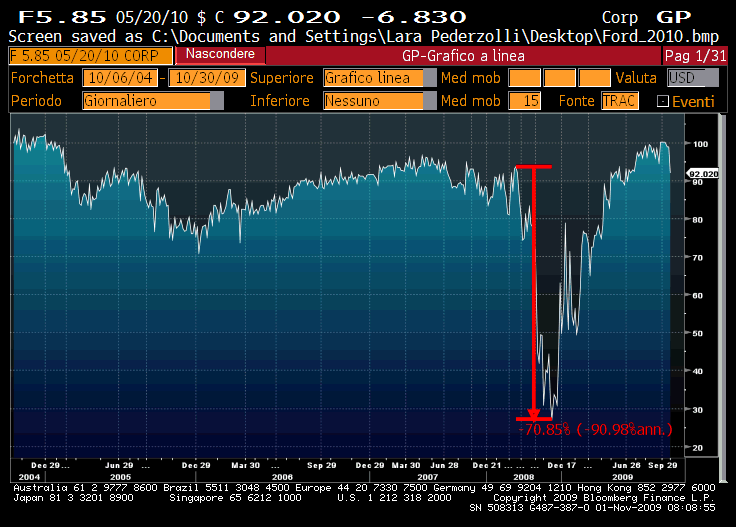 F5.85 05/20/10 $ C 92.020 -6.830 Corp GP
Screen saved as C:\Documents and Settings\Lara Pederzolli\Desktop\Ford_2010.bmp
F 5.85 05/20/10 CORP Nascondere GP-Grafico a linea Pag 1/31
Forchetta 10/06/04 - 10/30/09 Superiore Grafico linea Med mob Valuta USD
Periodo Giornaliero Inferiore Nessuno Med mob 15 Fonte TRAC Eventi
100
92.020
90
80
70
60
50
40
30
20
-70.85% (-90.98%ann.)
Dec 29 ... Jun 29 ... Dec 29 Mar 30 ... Sep 29 Dec 29 Mar 30 Jun 28 Dec 21 ... Dec 17 ... Jun 26 Sep 29
2004 2005 2006 2007 2008 2009
Australia 61 2 9777 8600 Brazil 5511 3048 4500 Europe 44 20 7330 7500 Germany 49 69 9204 1210 Hong Kong 852 2977 6000
Japan 81 3 3201 8900 Singapore 65 6212 1000 U.S. 1 212 318 2000 Copyright 2009 Bloomberg Finance L.P.
SN 508313 G487-387-0 01-Nov-2009 08:08:55